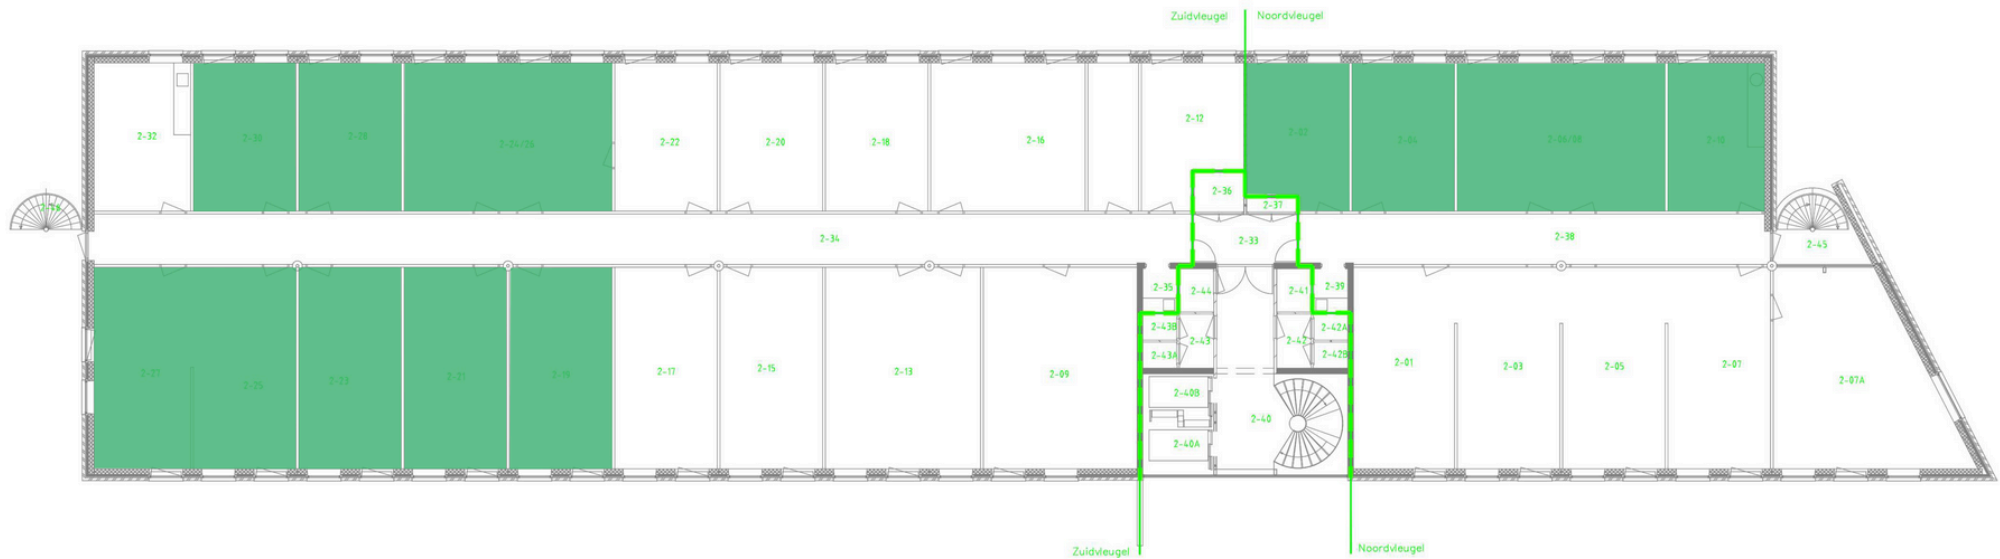 Zuidvleugel Noordvleugel
2-32 2-30 2-28 2-24/26 2-22 2-20 2-18 2-16 2-12 2-02 2-04 2-06/08 2-10
2-36
2-37
2-46
2-34 2-33 2-38 2-45
2-35 2-44 2-41 2-39
2-43B 2-43 2-42 2-42A
2-43A 2-42B
2-27 2-25 2-23 2-21 2-19 2-17 2-15 2-13 2-09 2-01 2-03 2-05 2-07 2-07A
2-40B
2-40
2-40A
Zuidvleugel Noordvleugel